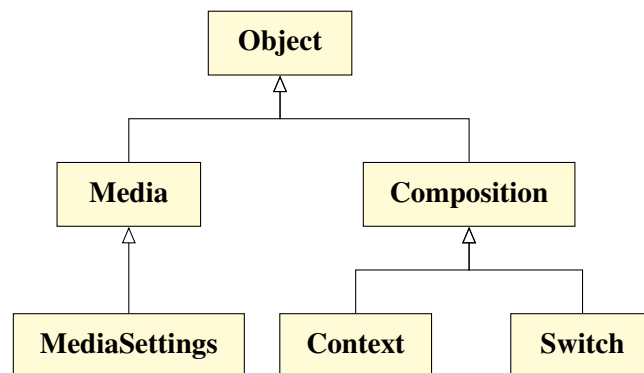 Object
Media
Composition
MediaSettings
Context
Switch